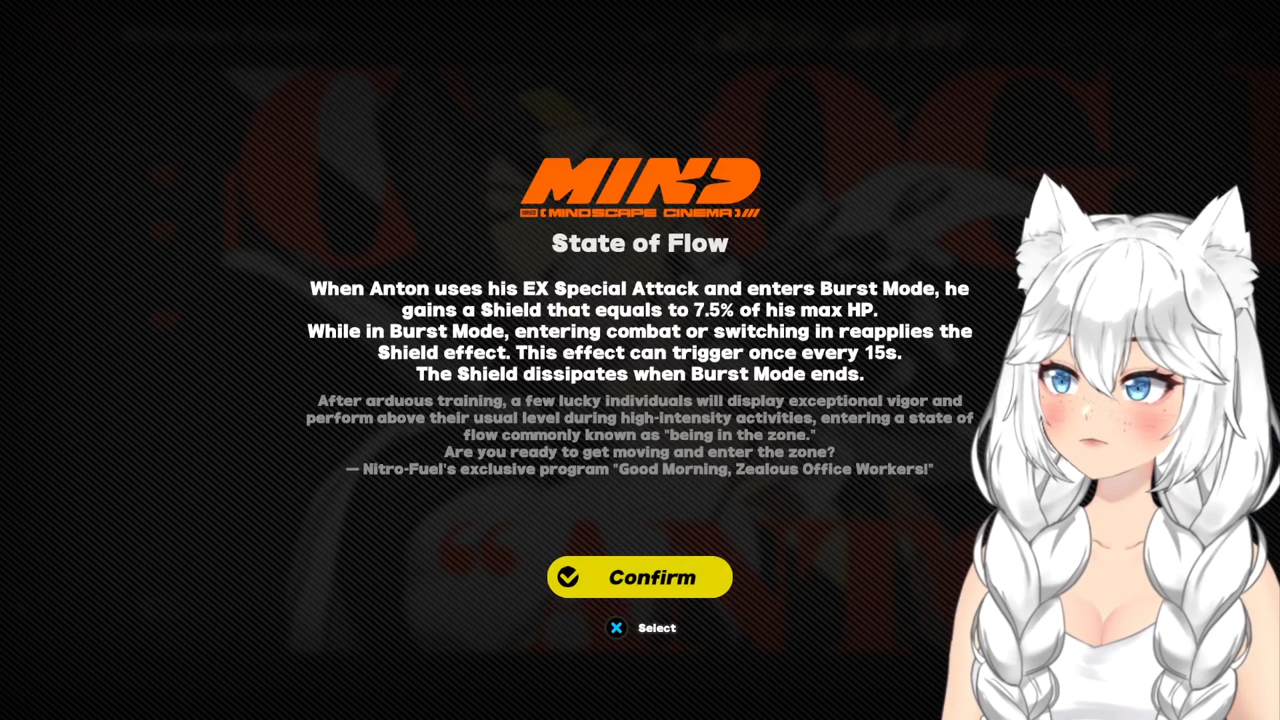 MIND
MINDSCAPE CINEMA
State of Flow
When Anton uses his EX Special Attack and enters Burst Mode, he
gains a Shield that equals to 7.5% of his max HP.
While in Burst Mode, entering combat or switching in reapplies the
Shield effect. This effect can trigger once every 15s.
The Shield dissipates when Burst Mode ends.
After arduous training, a few lucky individuals will display exceptional vigor and
perform above their usual level during high-intensity activities, entering a state of
flow commonly known as "being in the zone."
Are you ready to get moving and enter the zone?
— Nitro-Fuel's exclusive program "Good Morning, Zealous Office Workers!"
Confirm
Select